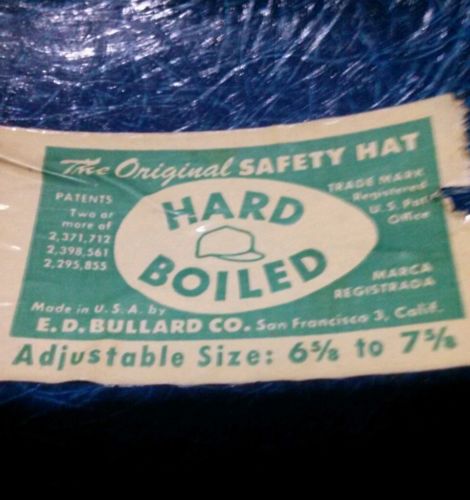 The Original SAFETY HAT
PATENTS
Two or
more of
2,371,712
2,398,561
2,295,855
HARD
BOILED
TRADE MARK
Registered
U.S. Pat.
Office
MARCA
REGISTRADA
Made in U.S.A. by
E.D. BULLARD CO. San Francisco 3, Calif.
Adjustable Size: 6⅝ to 7⅝